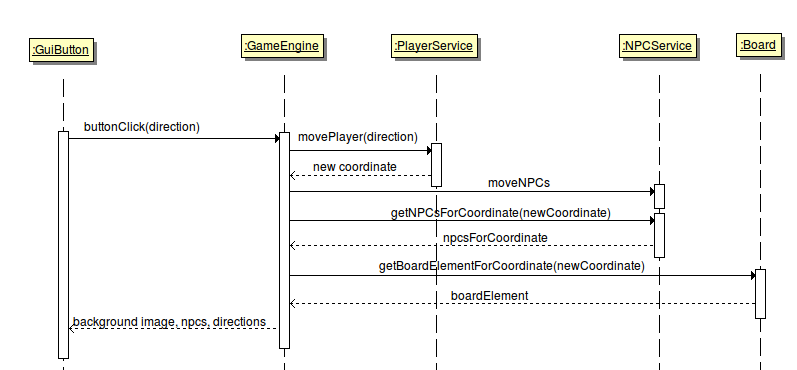 :GuiButton
:GameEngine
:PlayerService
:NPCService
:Board
buttonClick(direction)
movePlayer(direction)
new coordinate
moveNPCs
getNPCsForCoordinate(newCoordinate)
npcsForCoordinate
getBoardElementForCoordinate(newCoordinate)
boardElement
background image, npcs, directions